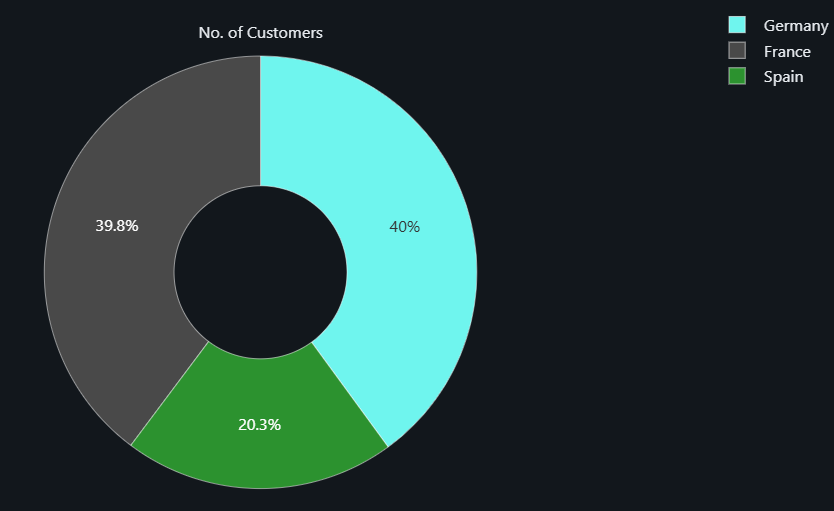 No. of Customers
Germany
France
Spain
39.8%
40%
20.3%